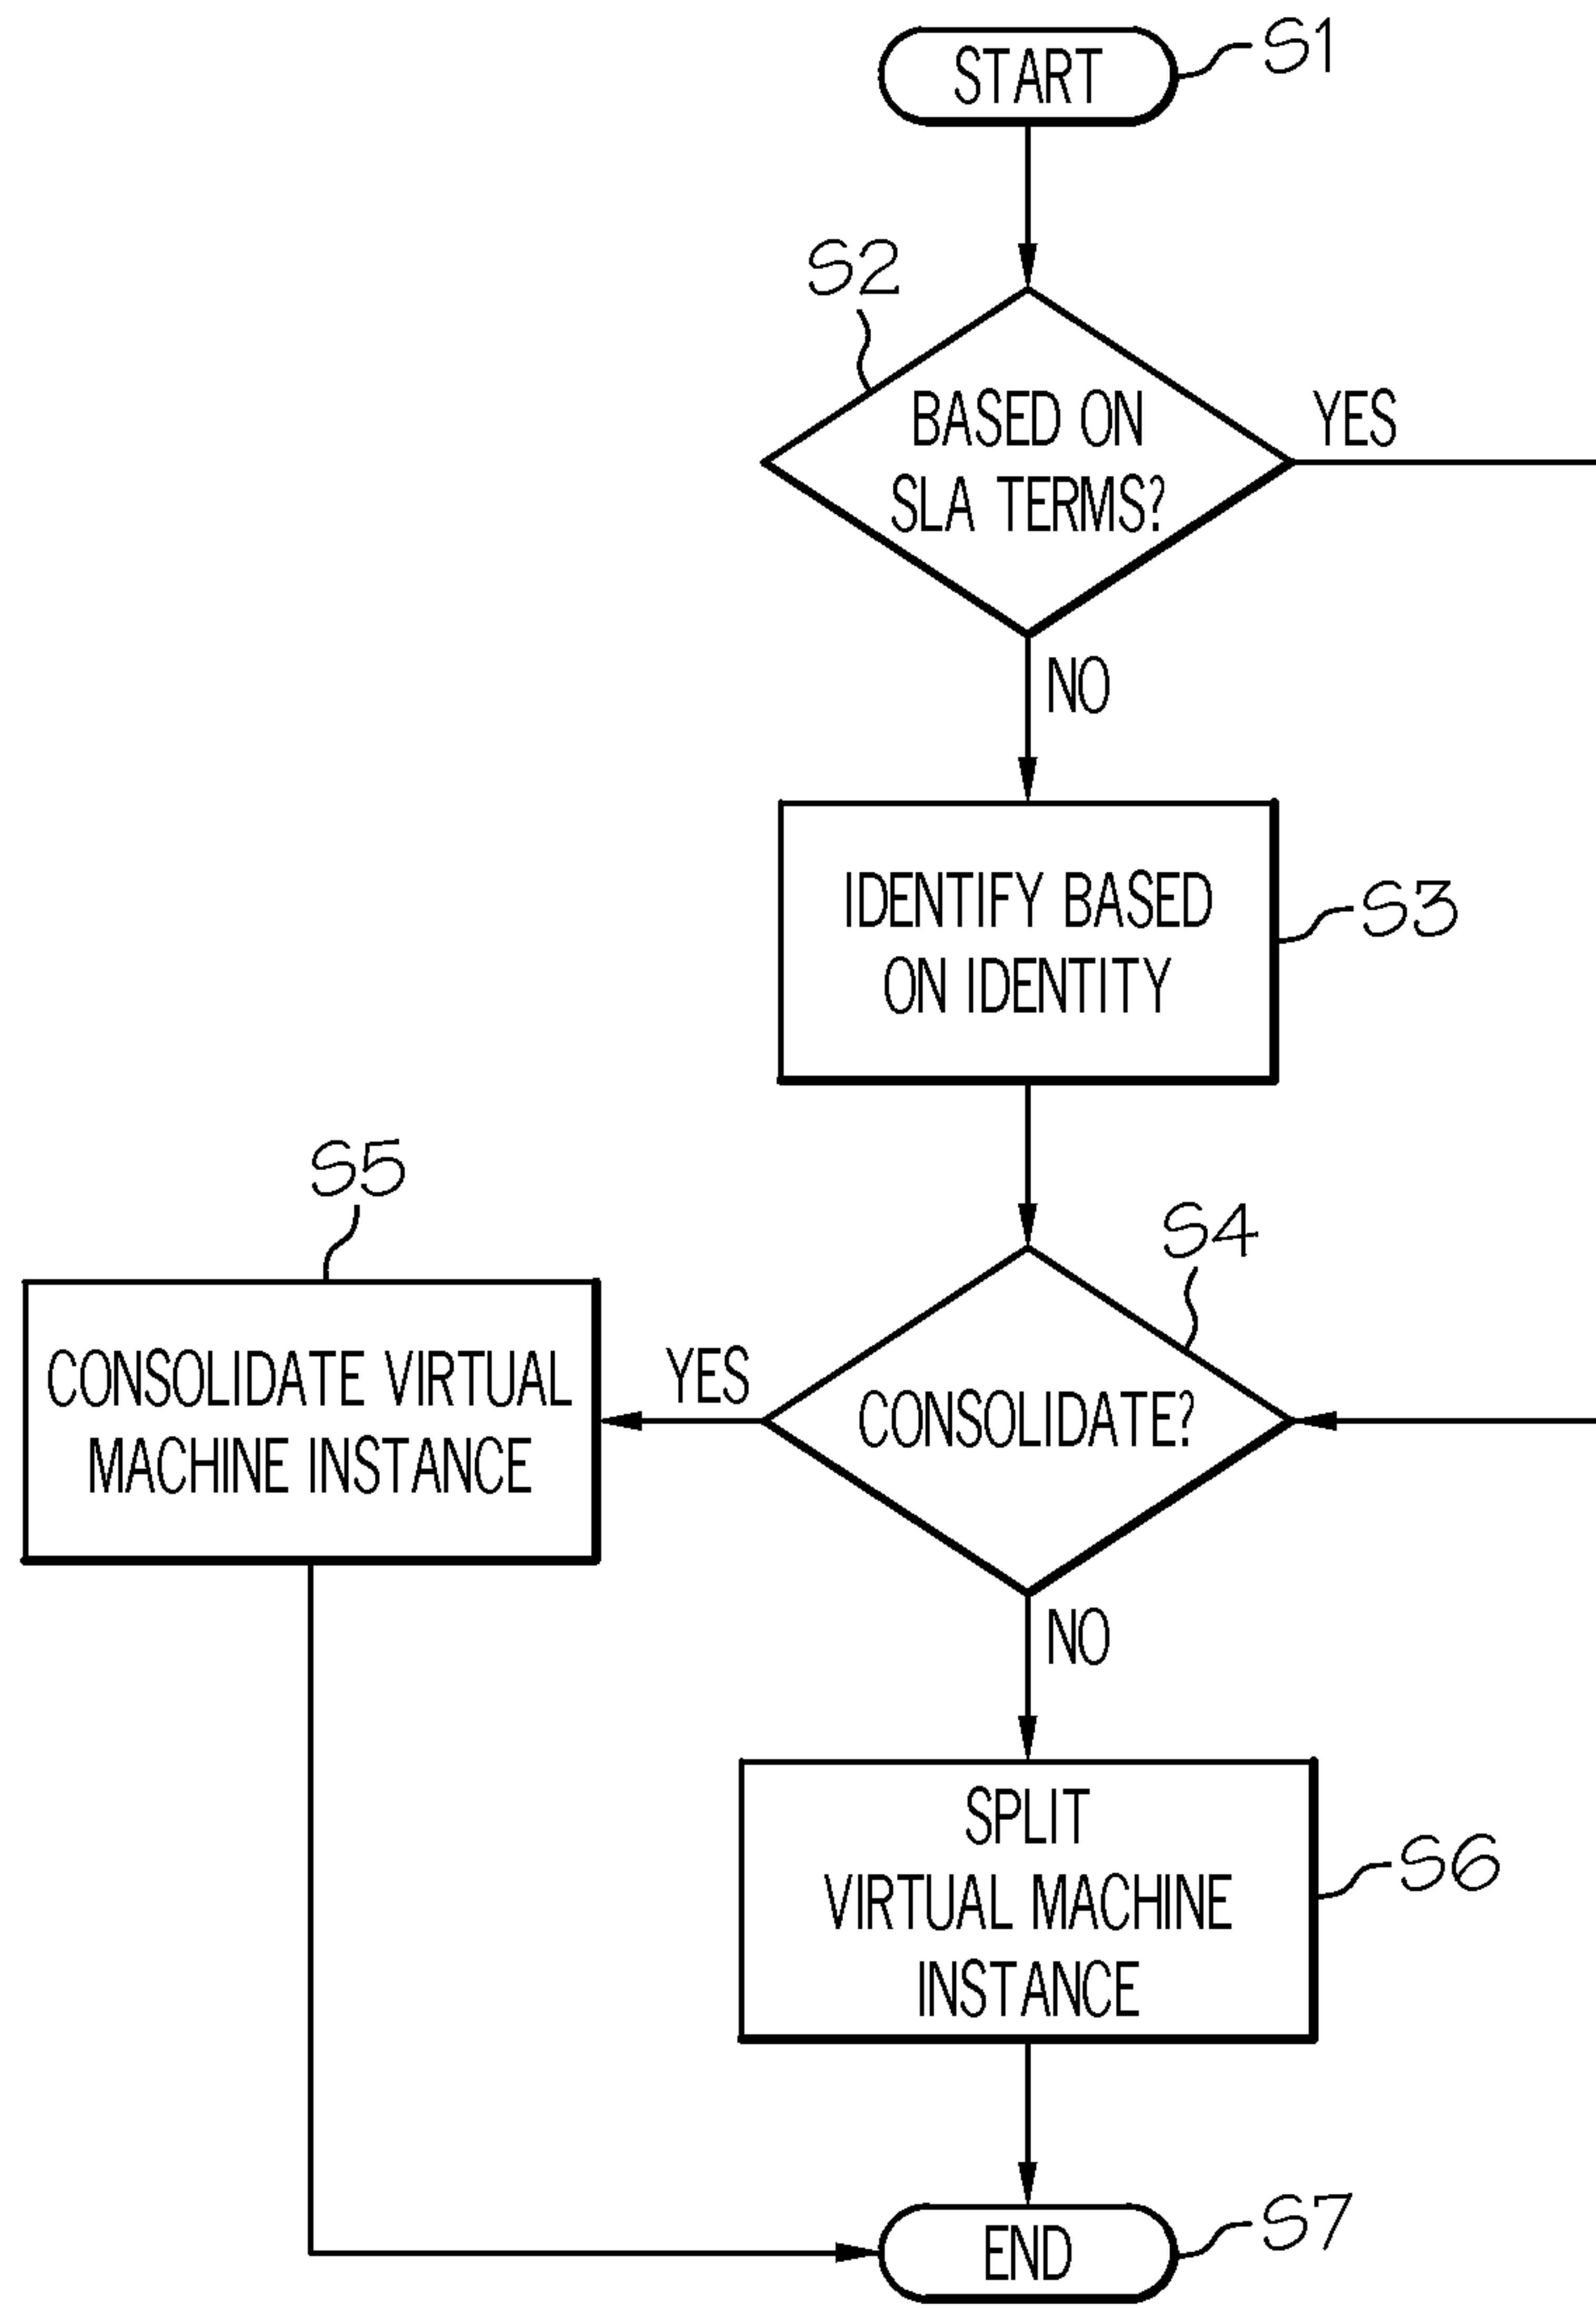 START
S1
S2
BASED ON
SLA TERMS?
YES
NO
IDENTIFY BASED
ON IDENTITY
S3
S5
S4
CONSOLIDATE VIRTUAL
MACHINE INSTANCE
YES
CONSOLIDATE?
NO
SPLIT
VIRTUAL MACHINE
INSTANCE
S6
END
S7